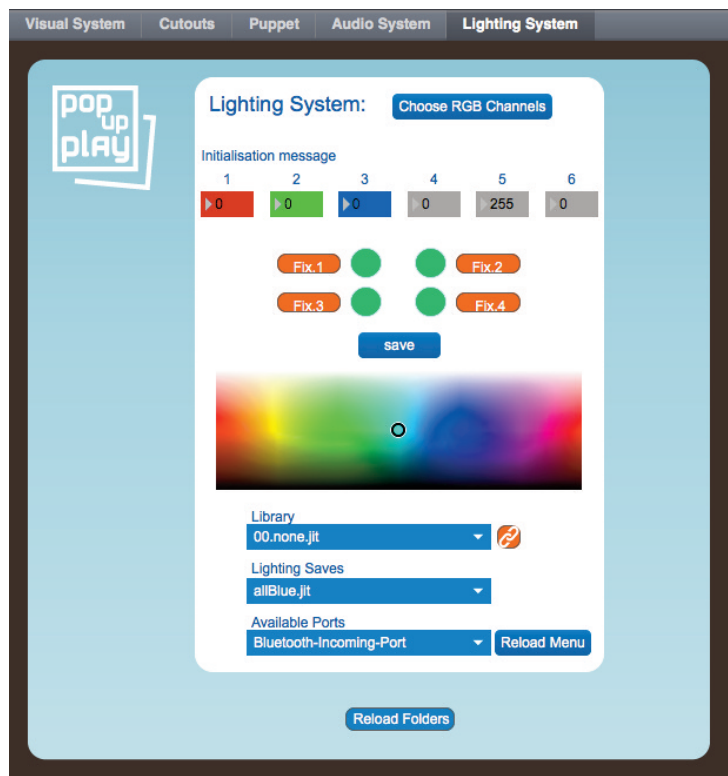 Visual System Cutouts Puppet Audio System Lighting System
pop
up
play
Lighting System: Choose RGB Channels
Initialisation message
1 2 3 4 5 6
0 0 0 0 255 0
Fix.1 Fix.2
Fix.3 Fix.4
save
Library
00.none.jit
Lighting Saves
allBlue.jit
Available Ports
Bluetooth-Incoming-Port Reload Menu
Reload Folders